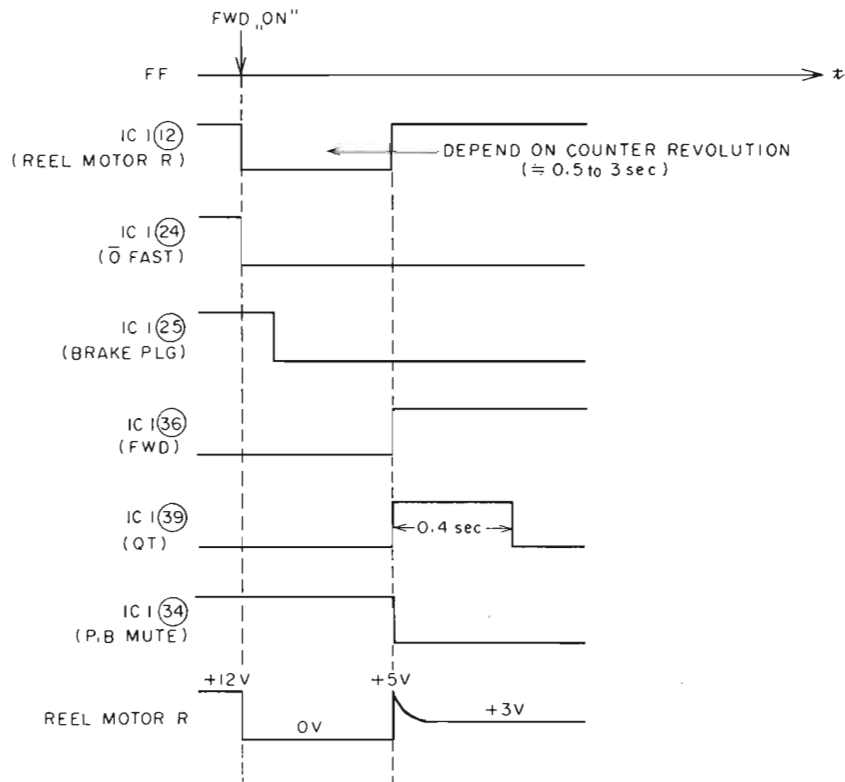 FWD „ON"
FF
t
IC 1 ⑫
(REEL MOTOR R)
DEPEND ON COUNTER REVOLUTION
(≒ 0.5 to 3 sec)
IC 1 ㉔
(O̅ FAST)
IC 1 ㉕
(BRAKE PLG)
IC 1 ㊱
(FWD)
IC 1 ㊴
(QT)
0.4 sec
IC 1 ㉞
(P.B MUTE)
+12V
+5V
REEL MOTOR R
0V
+3V